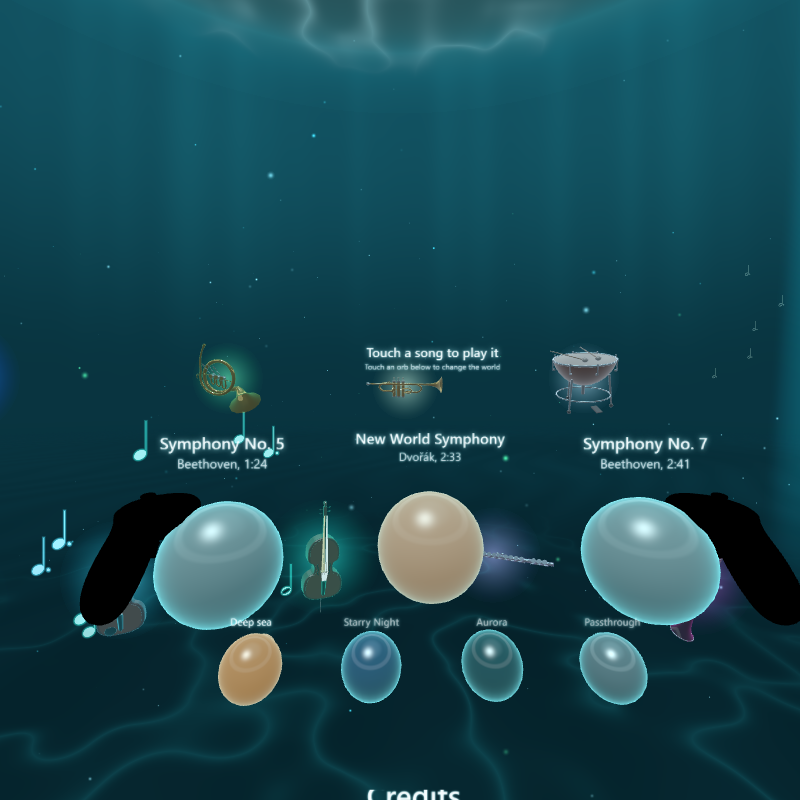 Touch a song to play it
Touch an orb below to change the world
Symphony No. 5
Beethoven, 1:24
New World Symphony
Dvořák, 2:33
Symphony No. 7
Beethoven, 2:41
Deep sea
Starry Night
Aurora
Passthrough
Credits